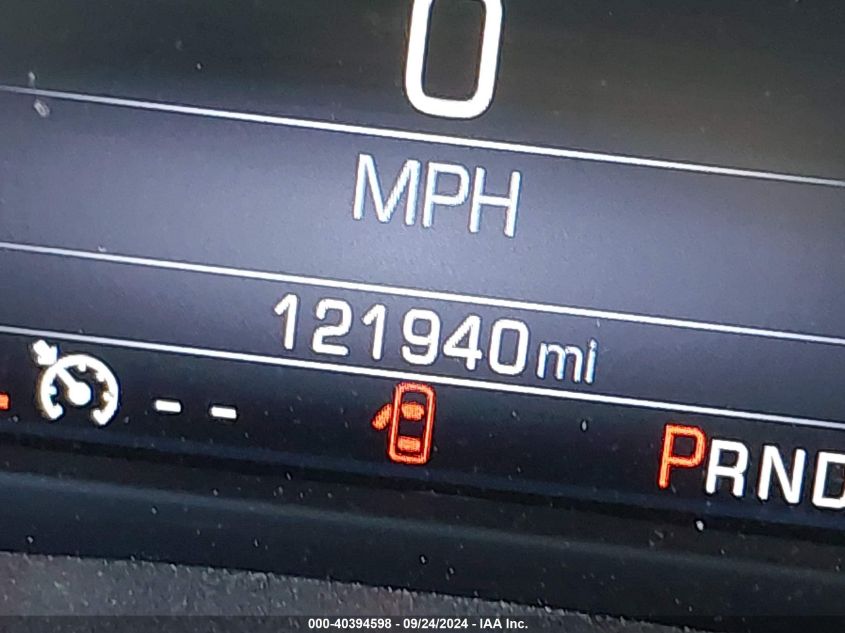 0
MPH
121940mi
-- PRND
000-40394598 - 09/24/2024 - IAA Inc.